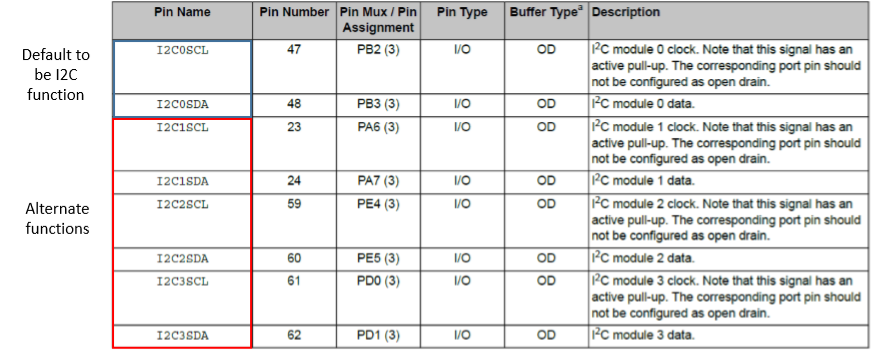 Pin Name Pin Number Pin Mux / Pin Assignment Pin Type Buffer Typeᵃ Description
Default to
be I2C
function
I2C0SCL 47 PB2 (3) I/O OD I²C module 0 clock. Note that this signal has an
active pull-up. The corresponding port pin should
not be configured as open drain.
I2C0SDA 48 PB3 (3) I/O OD I²C module 0 data.
Alternate
functions
I2C1SCL 23 PA6 (3) I/O OD I²C module 1 clock. Note that this signal has an
active pull-up. The corresponding port pin should
not be configured as open drain.
I2C1SDA 24 PA7 (3) I/O OD I²C module 1 data.
I2C2SCL 59 PE4 (3) I/O OD I²C module 2 clock. Note that this signal has an
active pull-up. The corresponding port pin should
not be configured as open drain.
I2C2SDA 60 PE5 (3) I/O OD I²C module 2 data.
I2C3SCL 61 PD0 (3) I/O OD I²C module 3 clock. Note that this signal has an
active pull-up. The corresponding port pin should
not be configured as open drain.
I2C3SDA 62 PD1 (3) I/O OD I²C module 3 data.